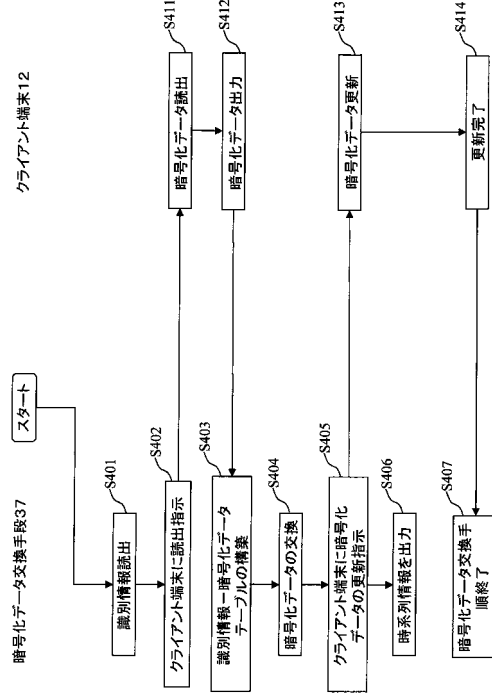 暗号化データ交換手段37
クライアント端末12
スタート
S401
識別情報読出
S402
クライアント端末に読出指示
S411
暗号化データ読出
S412
暗号化データ出力
S403
識別情報ー暗号化データ
テーブルの構築
S404
暗号化データの交換
S405
クライアント端末に暗号化
データの更新指示
S413
暗号化データ更新
S406
時系列情報を出力
S414
更新完了
S407
暗号化データ交換手
順終了